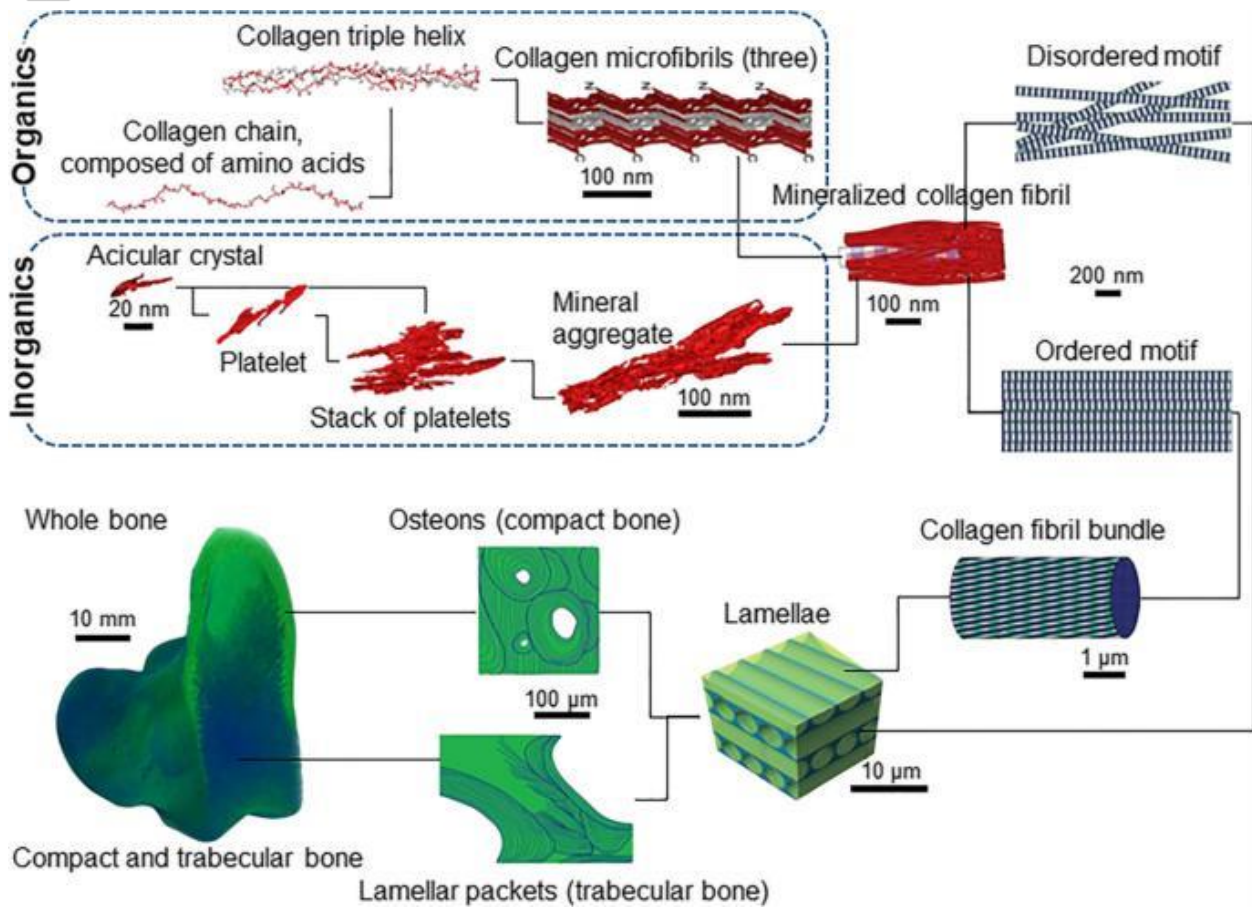 Organics
Collagen triple helix
Collagen microfibrils (three)
N N N N
C C C C
100 nm
Collagen chain,
composed of amino acids
Inorganics
Acicular crystal
20 nm
Platelet
Stack of platelets
Mineral
aggregate
100 nm
Mineralized collagen fibril
100 nm
Disordered motif
200 nm
Ordered motif
Whole bone
10 mm
Compact and trabecular bone
Osteons (compact bone)
100 µm
Lamellar packets (trabecular bone)
Lamellae
10 µm
Collagen fibril bundle
1 µm